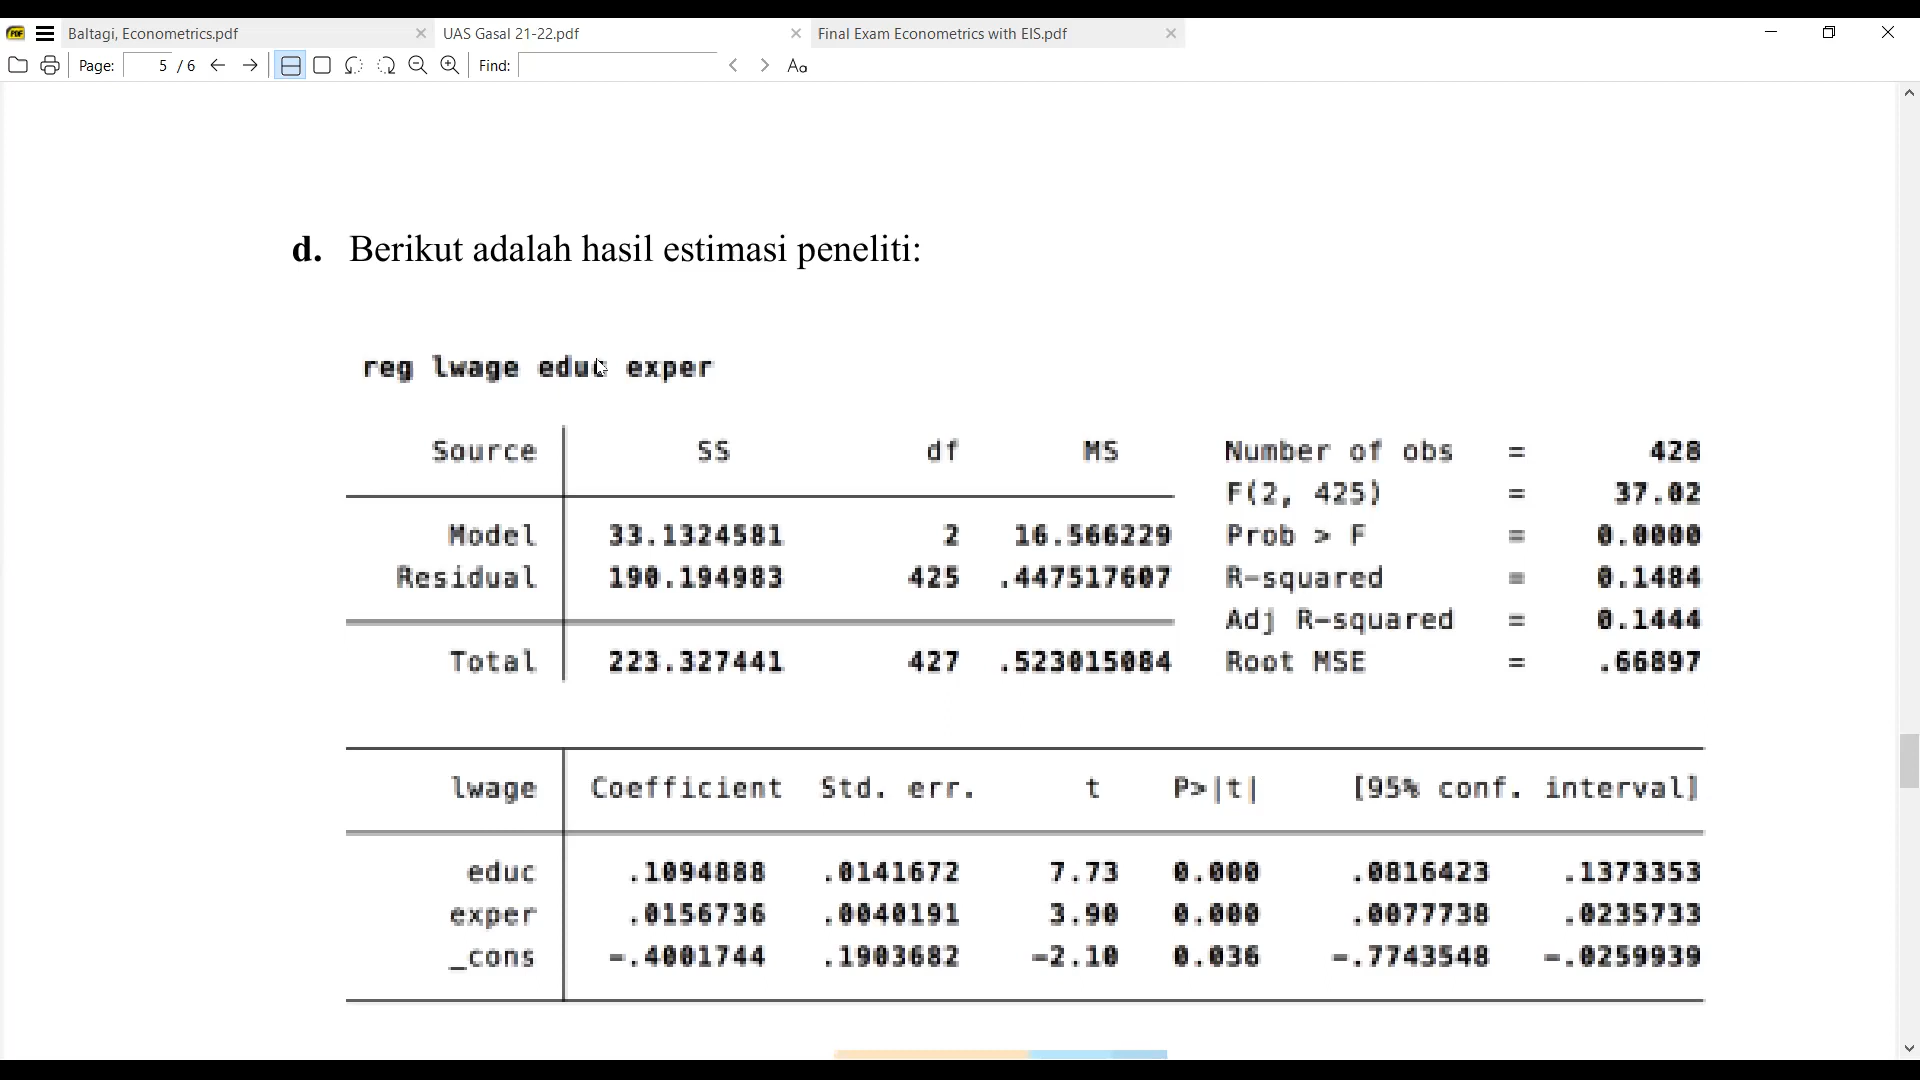 Baltagi, Econometrics.pdf
UAS Gasal 21-22.pdf
Final Exam Econometrics with EIS.pdf
Page: 5 / 6 Find: Aa
d. Berikut adalah hasil estimasi peneliti:
reg lwage educ exper
Source SS df MS Number of obs = 428
F(2, 425) = 37.02
Model 33.1324581 2 16.566229 Prob > F = 0.0000
Residual 190.194983 425 .447517607 R-squared = 0.1484
Adj R-squared = 0.1444
Total 223.327441 427 .523015084 Root MSE = .66897
lwage Coefficient Std. err. t P>|t| [95% conf. interval]
educ .1094888 .0141672 7.73 0.000 .0816423 .1373353
exper .0156736 .0040191 3.90 0.000 .0077738 .0235733
_cons -.4001744 .1903682 -2.10 0.036 -.7743548 -.0259939